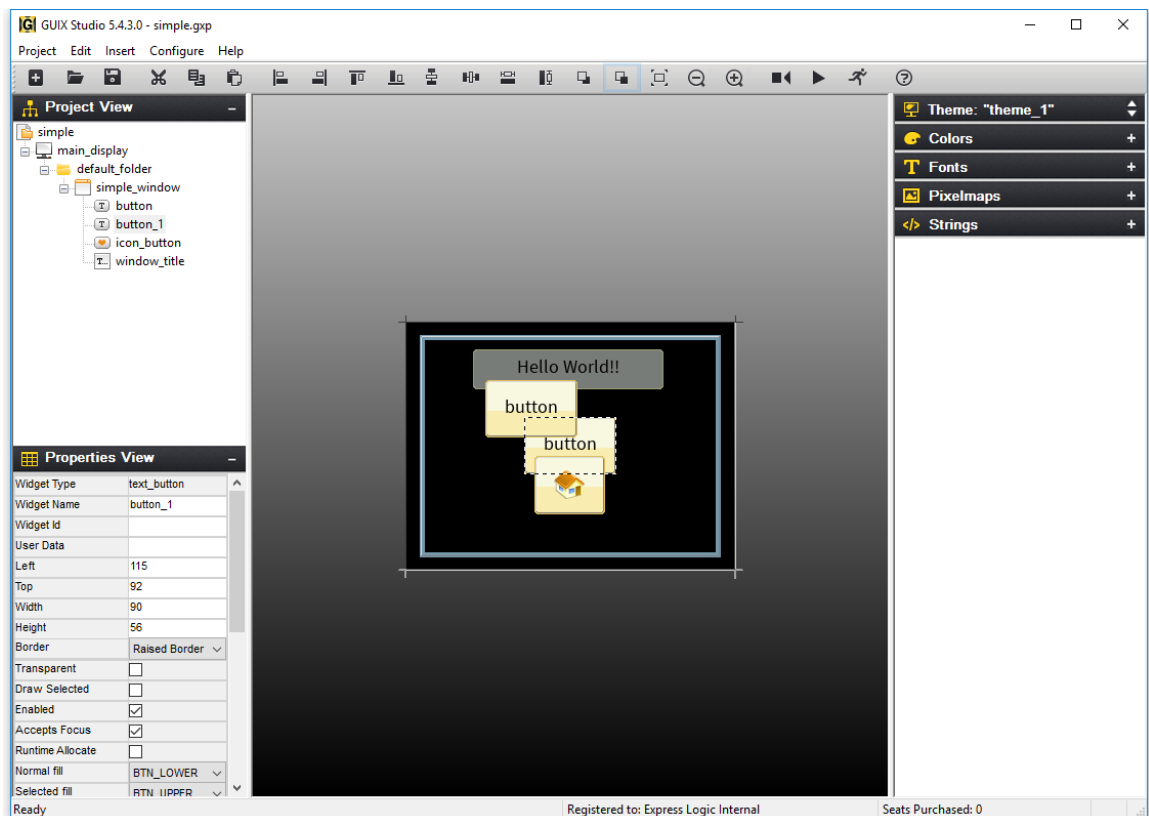 GUIX Studio 5.4.3.0 - simple.gxp
Project Edit Insert Configure Help
Project View
simple
main_display
default_folder
simple_window
button
button_1
icon_button
window_title
Properties View
Widget Type text_button
Widget Name button_1
Widget Id
User Data
Left 115
Top 92
Width 90
Height 56
Border Raised Border
Transparent
Draw Selected
Enabled
Accepts Focus
Runtime Allocate
Normal fill BTN_LOWER
Selected fill BTN_UPPER
Hello World!!
button
button
Theme: "theme_1"
Colors
Fonts
Pixelmaps
Strings
Ready
Registered to: Express Logic Internal
Seats Purchased: 0